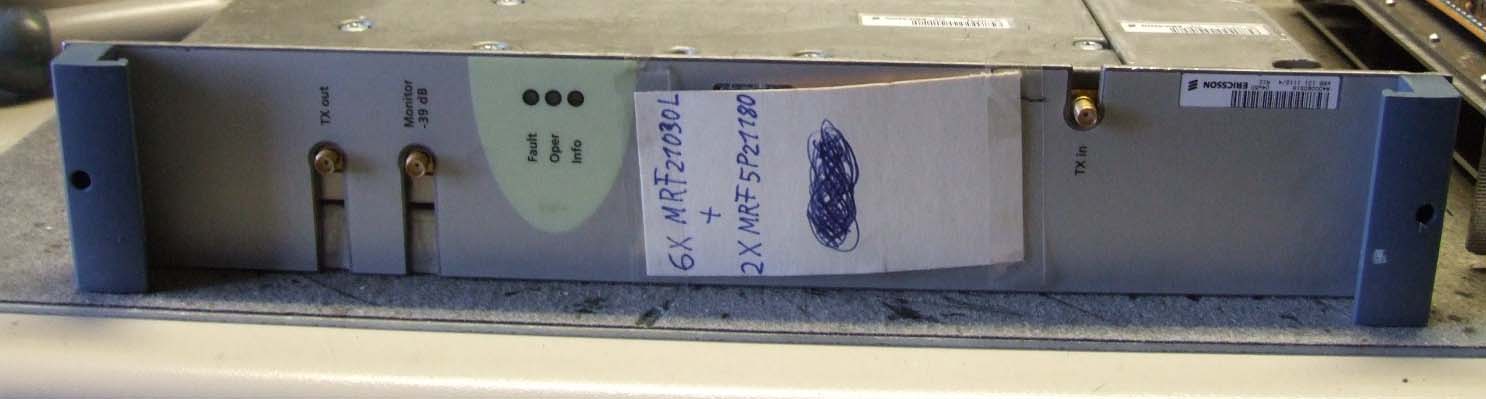 TX out
Monitor
-39 dB
Fault
Oper
Info
6X MRF21030L
+
2X MRF5P21180
TX in
ERICSSON